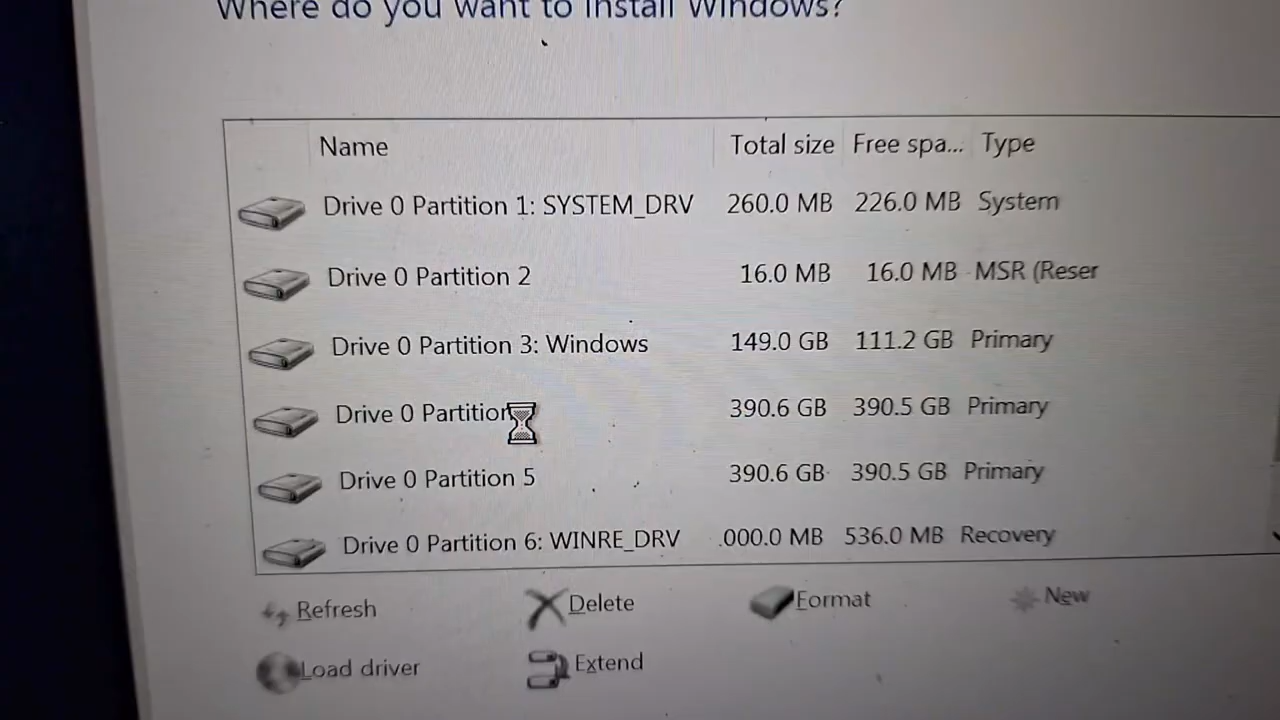 Where do you want to install Windows?
Name Total size Free spa... Type
Drive 0 Partition 1: SYSTEM_DRV 260.0 MB 226.0 MB System
Drive 0 Partition 2 16.0 MB 16.0 MB MSR (Reser
Drive 0 Partition 3: Windows 149.0 GB 111.2 GB Primary
Drive 0 Partition 390.6 GB 390.5 GB Primary
Drive 0 Partition 5 390.6 GB 390.5 GB Primary
Drive 0 Partition 6: WINRE_DRV .000.0 MB 536.0 MB Recovery
Refresh Delete Format New
Load driver Extend